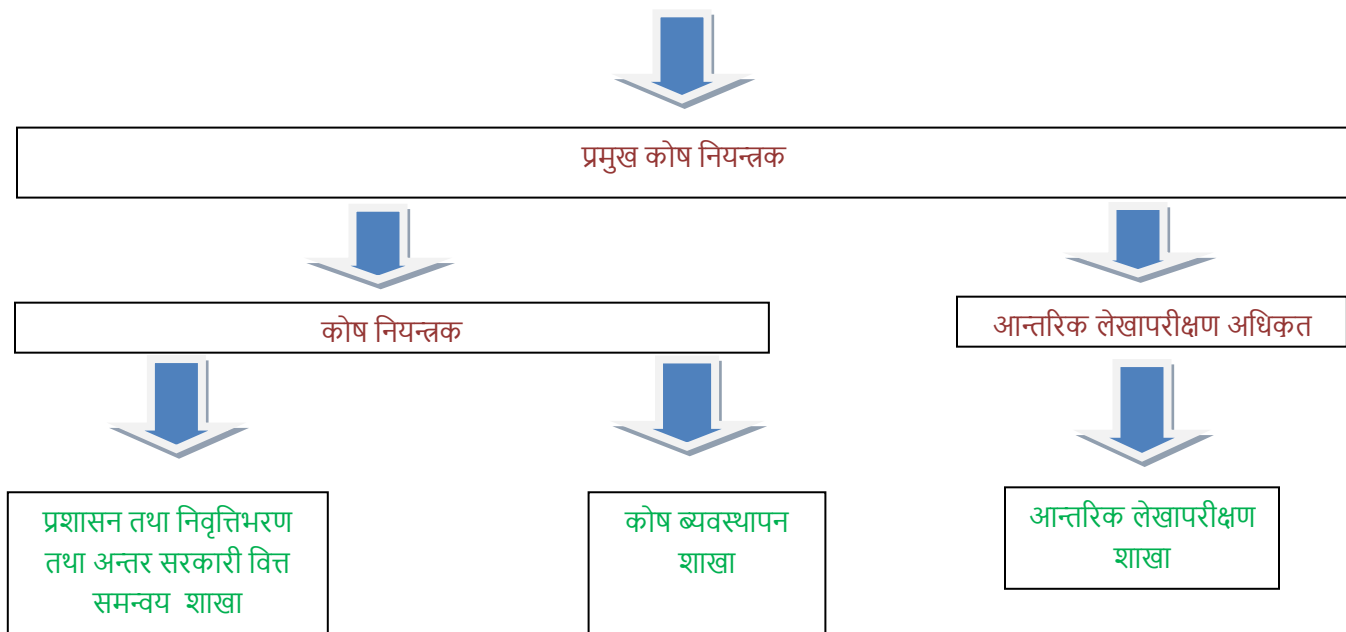 प्रमुख कोष नियन्त्रक
कोष नियन्त्रक
आन्तरिक लेखापरीक्षण अधिकृत
प्रशासन तथा निवृत्तिभरण
तथा अन्तर सरकारी वित्त
समन्वय शाखा
कोष ब्यवस्थापन
शाखा
आन्तरिक लेखापरीक्षण
शाखा